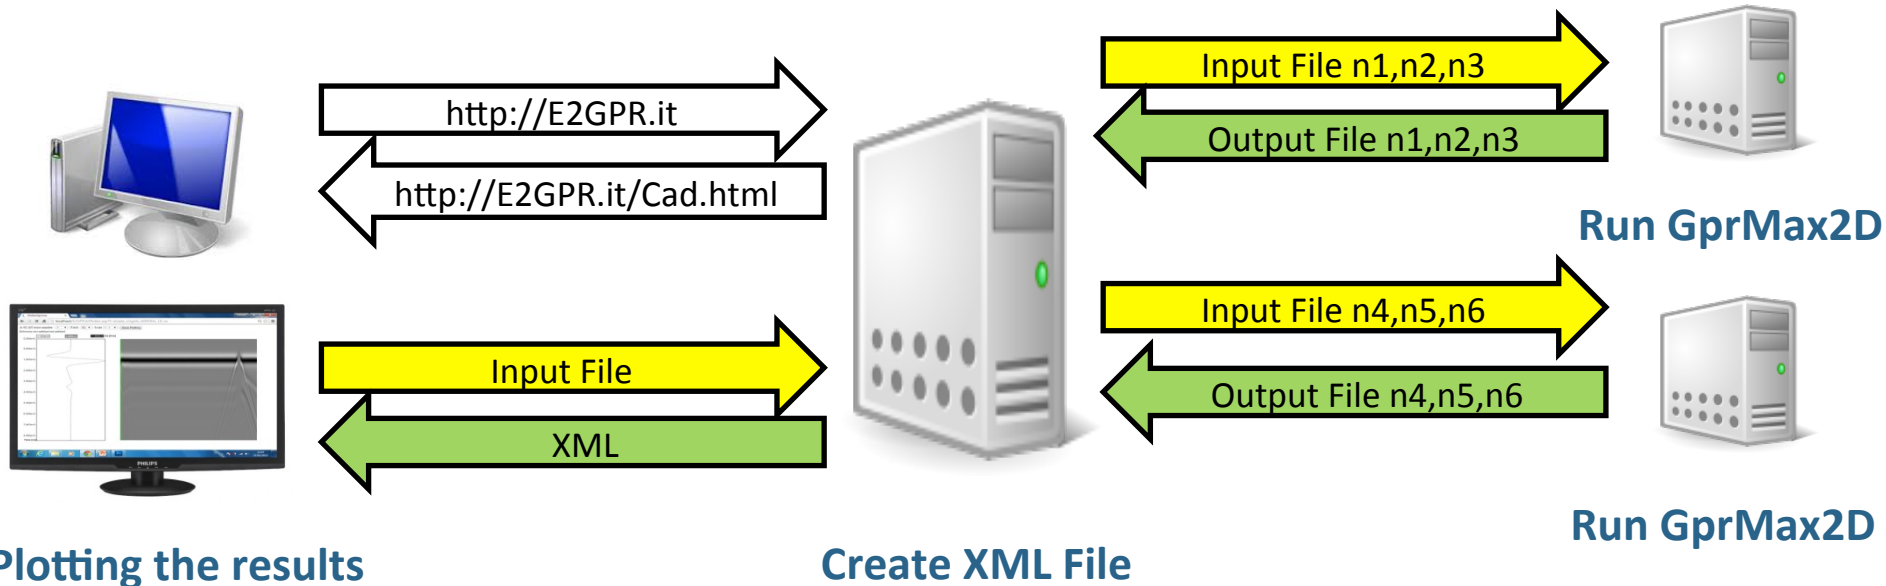 http://E2GPR.it
http://E2GPR.it/Cad.html
Input File n1,n2,n3
Output File n1,n2,n3
Run GprMax2D
Input File
XML
PHILIPS
Input File n4,n5,n6
Output File n4,n5,n6
Run GprMax2D
Plotting the results
Create XML File